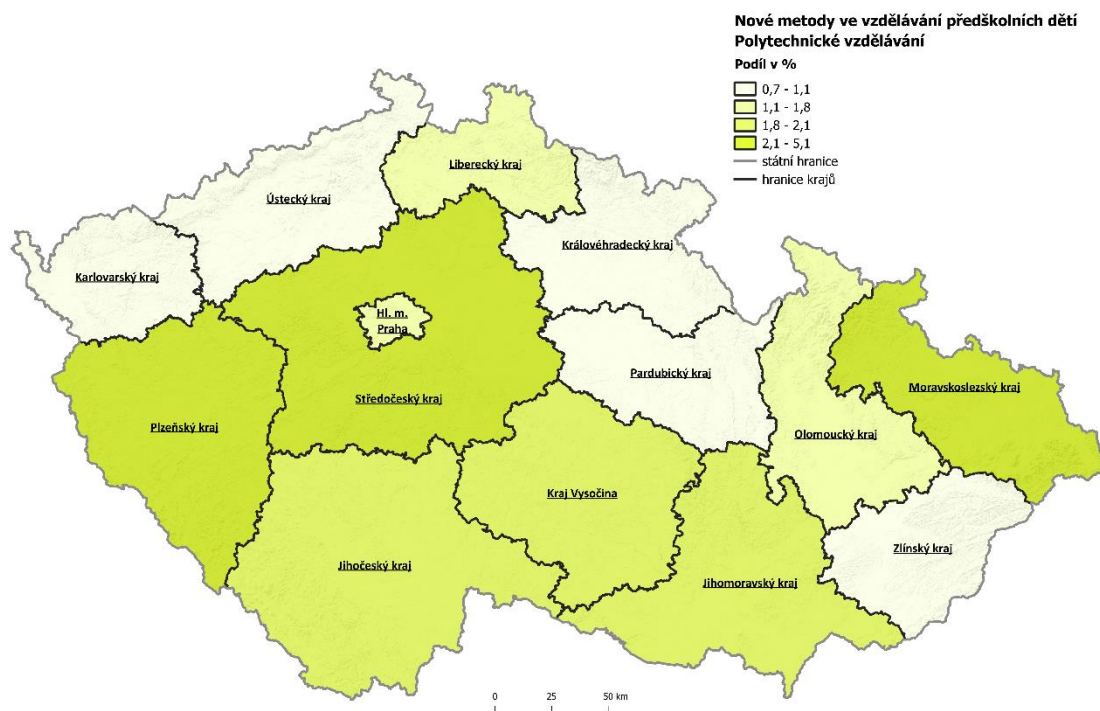 Nové metody ve vzdělávání předškolních dětí
Polytechnické vzdělávání
Podíl v %
0,7 - 1,1
1,1 - 1,8
1,8 - 2,1
2,1 - 5,1
státní hranice
hranice krajů
Liberecký kraj
Ústecký kraj
Královéhradecký kraj
Karlovarský kraj
Hl. m.
Praha
Pardubický kraj
Moravskoslezský kraj
Středočeský kraj
Plzeňský kraj
Olomoucký kraj
Kraj Vysočina
Zlínský kraj
Jihočeský kraj
Jihomoravský kraj
0 25 50 km